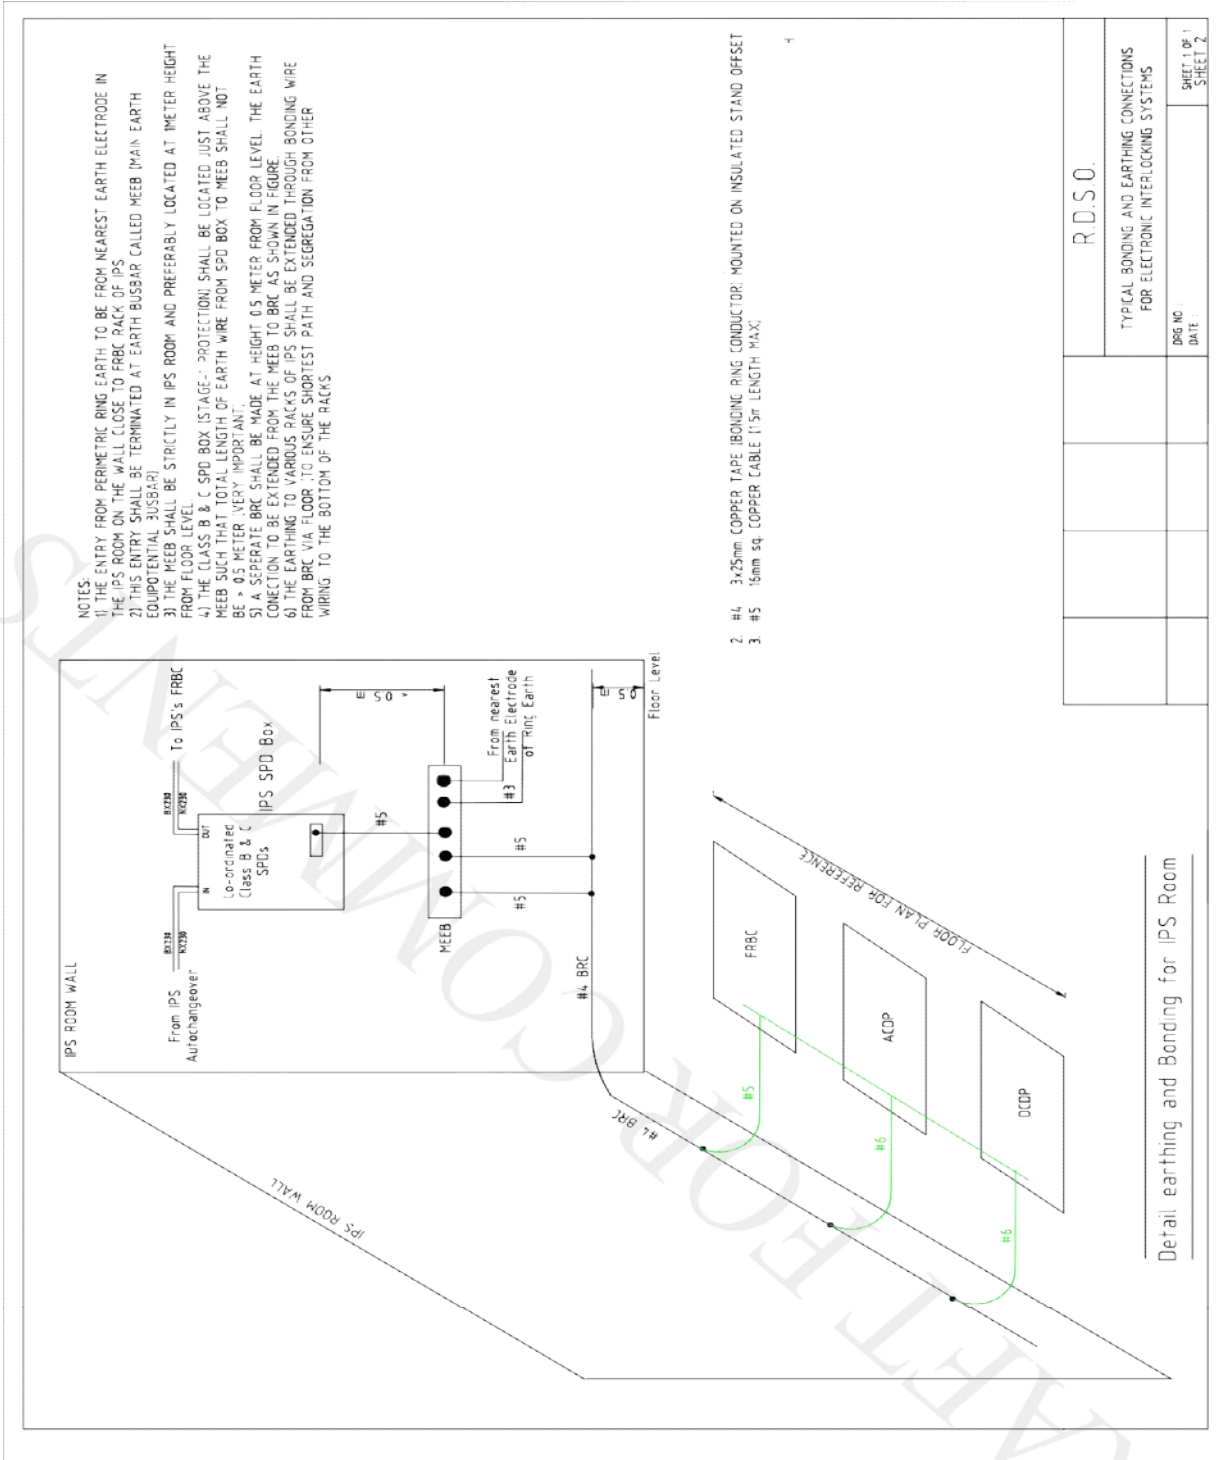 NOTES:
1) THE ENTRY FROM PERIMETRIC RING EARTH TO BE FROM NEAREST EARTH ELECTRODE IN
THE IPS ROOM ON THE WALL CLOSE TO FRBC RACK OF IPS
2) THIS ENTRY SHALL BE TERMINATED AT EARTH BUSBAR CALLED MEEB (MAIN EARTH
EQUIPOTENTIAL BUSBAR)
3) THE MEEB SHALL BE STRICTLY IN IPS ROOM AND PREFERABLY LOCATED AT 1METER HEIGHT
FROM FLOOR LEVEL.
4) THE CLASS B & C SPD BOX (STAGE- PROTECTION) SHALL BE LOCATED JUST ABOVE THE
MEEB SUCH THAT TOTAL LENGTH OF EARTH WIRE FROM SPD BOX TO MEEB SHALL NOT
BE > 0.5 METER (VERY IMPORTANT).
5) A SEPERATE BRC SHALL BE MADE AT HEIGHT 0.5 METER FROM FLOOR LEVEL. THE EARTH
CONECTION TO BE EXTENDED FROM THE MEEB TO BRC AS SHOWN IN FIGURE.
6) THE EARTHING TO VARIOUS RACKS OF IPS SHALL BE EXTENDED THROUGH BONDING WIRE
FROM BRC VIA FLOOR (TO ENSURE SHORTEST PATH AND SEGREGATION FROM OTHER
WIRING) TO THE BOTTOM OF THE RACKS
2. #4 3x25mm COPPER TAPE (BONDING RING CONDUCTOR) MOUNTED ON INSULATED STAND OFFSET
3. #5 16mm sq. COPPER CABLE (15m LENGTH MAX)
IPS ROOM WALL
From IPS
Autochangeover
BX230
NX230
IN
OUT
BX230
NX230
To IPS's FRBC
Co-ordinated
Class B & C
SPDs
IPS SPD Box
#5
< 0.5 m
MEEB
#3
From nearest
Earth Electrode
of Ring Earth
#5
#5
#4 BRC
0.5 m
Floor Level
IPS ROOM WALL
#4 BRC
#5
#6
#6
FRBC
ACDP
DCDP
FLOOR PLAN FOR REFERENCE
Detail earthing and Bonding for IPS Room
R.D.S.O.
TYPICAL BONDING AND EARTHING CONNECTIONS
FOR ELECTRONIC INTERLOCKING SYSTEMS
DRG NO :
DATE :
SHEET 1 OF 1
SHEET 2
AFT FOR COMMENTS